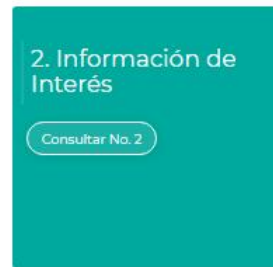 2. Información de
Interés
Consultar No. 2